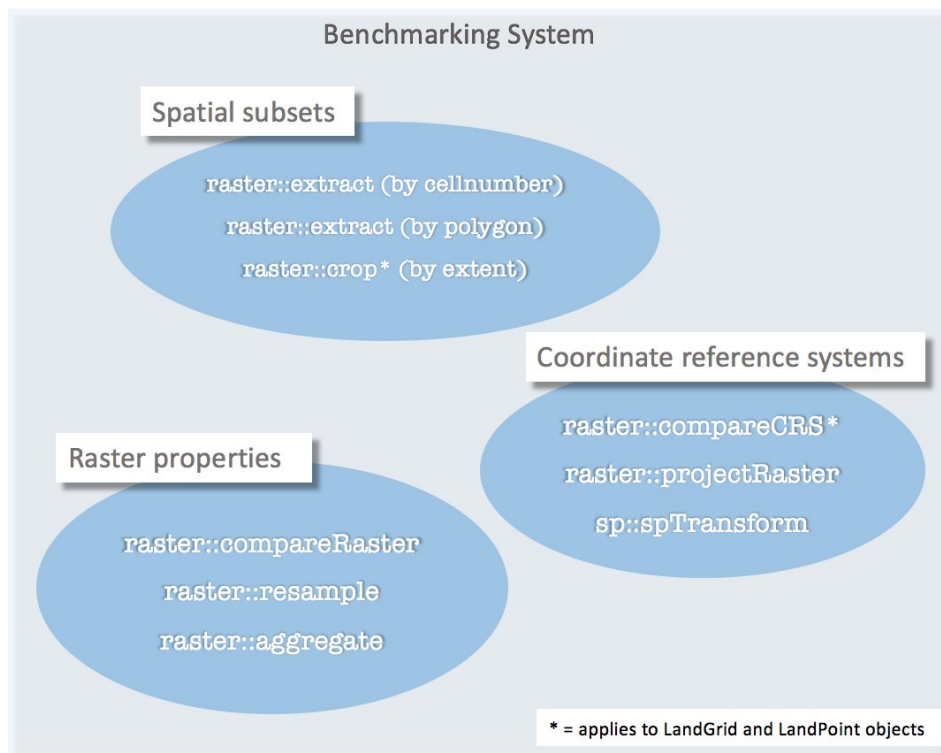 Benchmarking System
Spatial subsets
raster::extract (by cellnumber)
raster::extract (by polygon)
raster::crop* (by extent)
Coordinate reference systems
raster::compareCRS*
raster::projectRaster
sp::spTransform
Raster properties
raster::compareRaster
raster::resample
raster::aggregate
* = applies to LandGrid and LandPoint objects